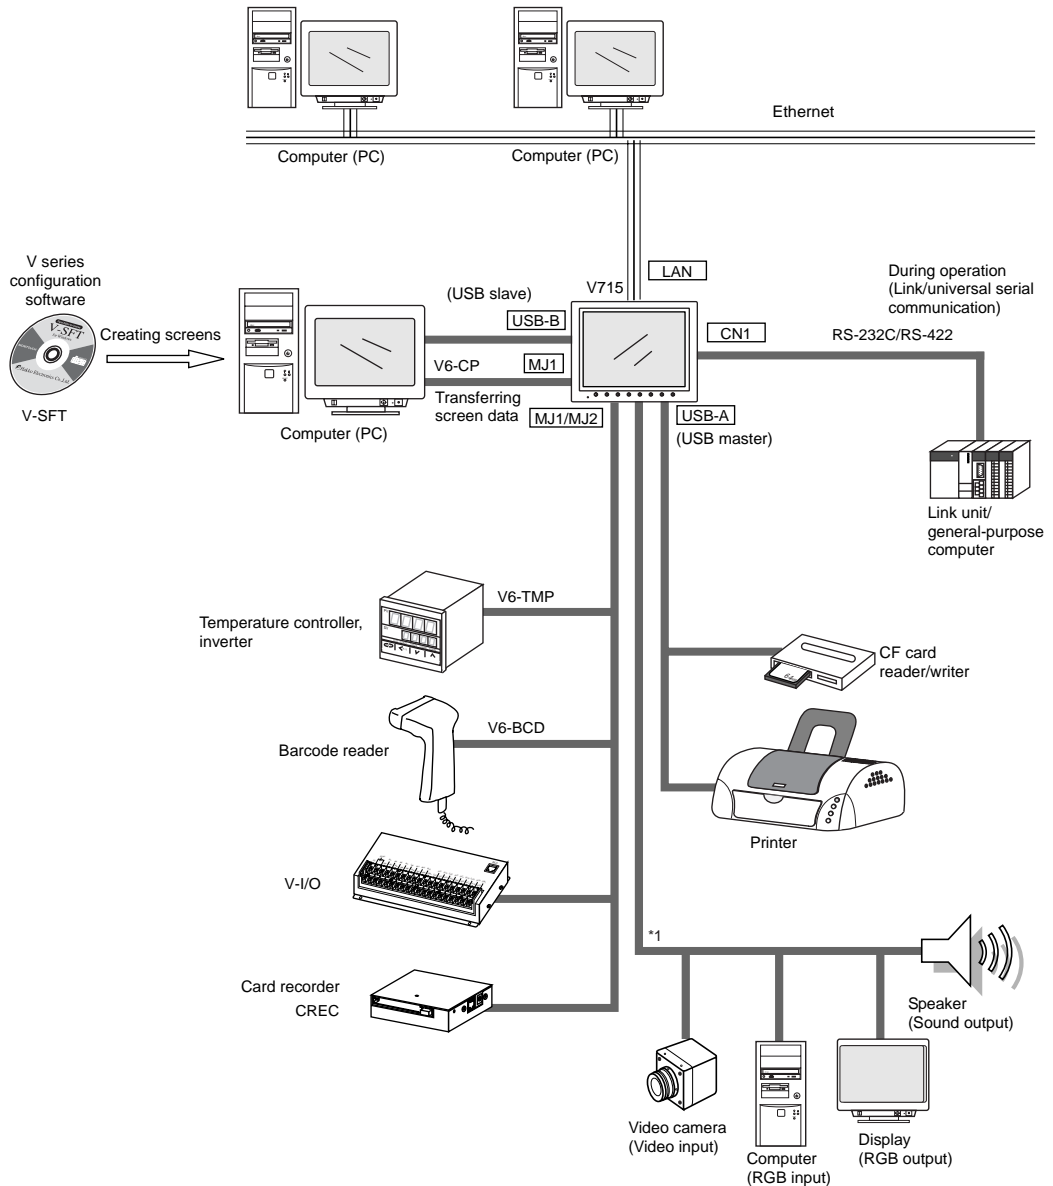 Ethernet
Computer (PC)
Computer (PC)
V series
configuration
software
V-SFT
Creating screens
V-SFT
Computer (PC)
(USB slave)
USB-B
V6-CP
MJ1
Transferring
screen data
V715
LAN
MJ1/MJ2
USB-A
(USB master)
CN1
During operation
(Link/universal serial
communication)
RS-232C/RS-422
Link unit/
general-purpose
computer
Temperature controller,
inverter
V6-TMP
Barcode reader
V6-BCD
V-I/O
Card recorder
CREC
CF card
reader/writer
Printer
*1
Speaker
(Sound output)
Video camera
(Video input)
Computer
(RGB input)
Display
(RGB output)